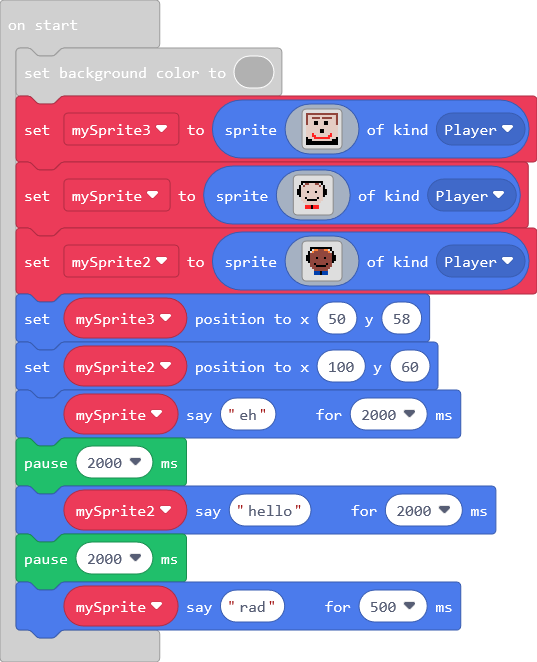 on start
set background color to
set mySprite3 to sprite of kind Player
set mySprite to sprite of kind Player
set mySprite2 to sprite of kind Player
set mySprite3 position to x 50 y 58
set mySprite2 position to x 100 y 60
mySprite say "eh" for 2000 ms
pause 2000 ms
mySprite2 say "hello" for 2000 ms
pause 2000 ms
mySprite say "rad" for 500 ms